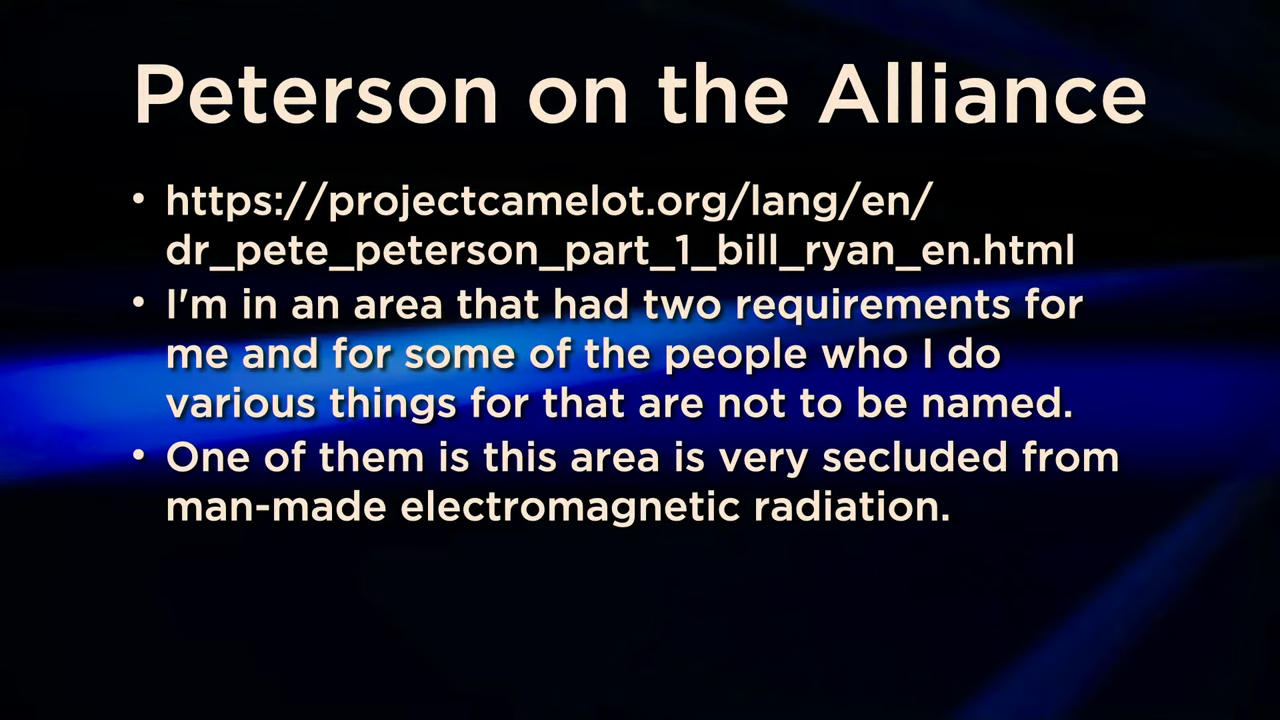 Peterson on the Alliance
• https://projectcamelot.org/lang/en/
dr_pete_peterson_part_1_bill_ryan_en.html
• I'm in an area that had two requirements for
me and for some of the people who I do
various things for that are not to be named.
• One of them is this area is very secluded from
man-made electromagnetic radiation.